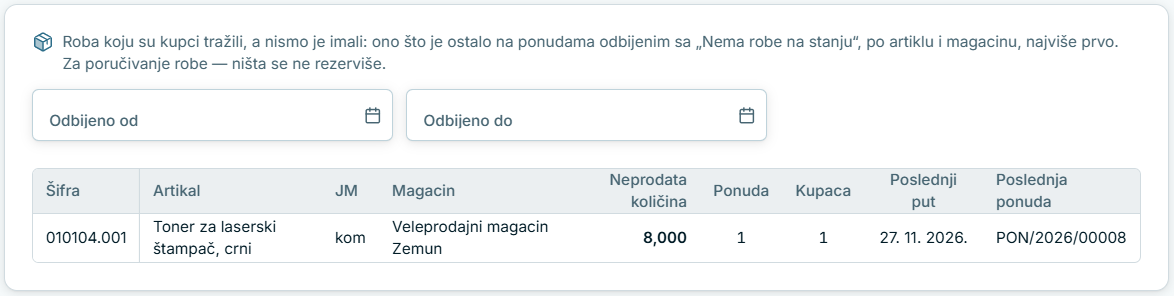 Roba koju su kupci tražili, a nismo je imali: ono što je ostalo na ponudama odbijenim sa „Nema robe na stanju“, po artiklu i magacinu, najviše prvo.
Za poručivanje robe — ništa se ne rezerviše.
Odbijeno od
Odbijeno do
Šifra
Artikal
JM
Magacin
Neprodata
količina
Ponuda
Kupaca
Poslednji
put
Poslednja
ponuda
010104.001
Toner za laserski
štampač, crni
kom
Veleprodajni magacin
Zemun
8,000
1
1
27. 11. 2026.
PON/2026/00008